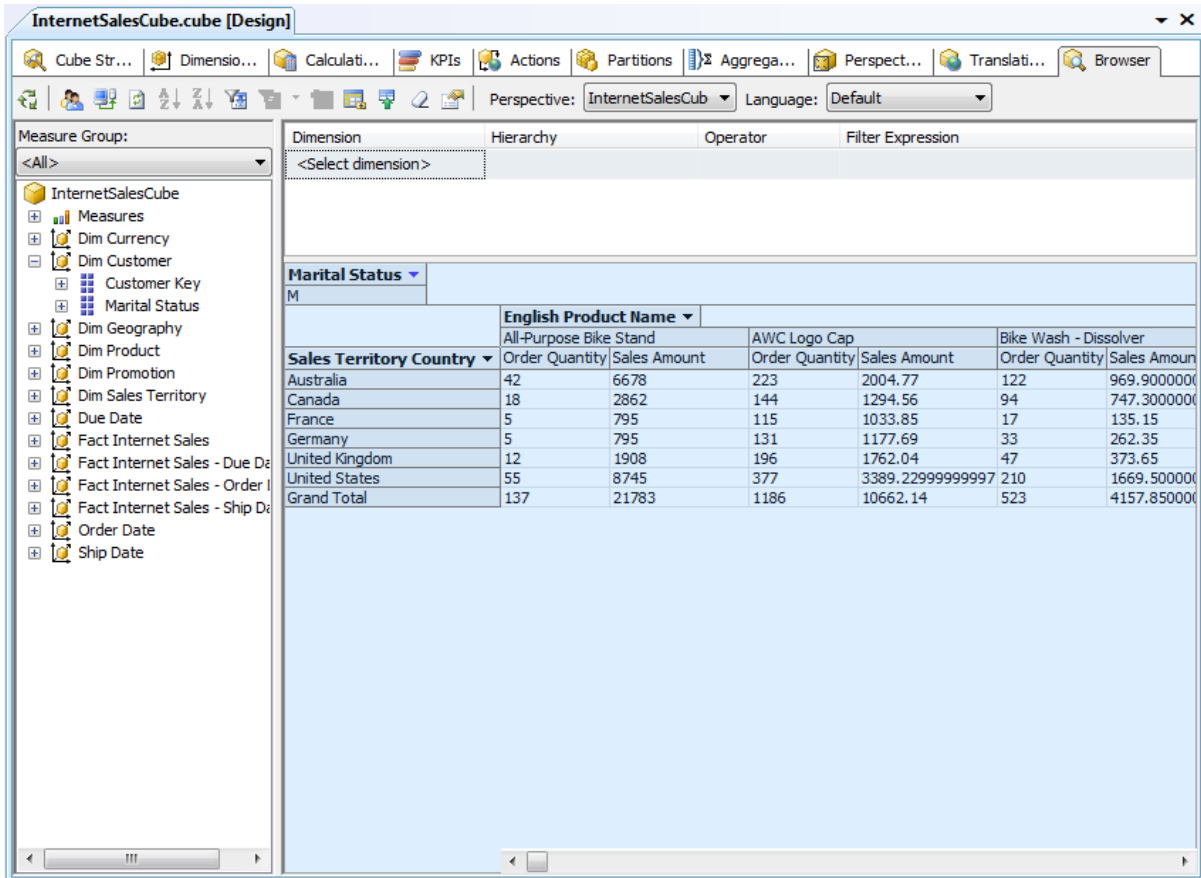 InternetSalesCube.cube [Design]
Cube Str... Dimensio... Calculati... KPIs Actions Partitions Aggrega... Perspect... Translati... Browser
Perspective: InternetSalesCub Language: Default
Measure Group:
<All>
InternetSalesCube
Measures
Dim Currency
Dim Customer
Customer Key
Marital Status
Dim Geography
Dim Product
Dim Promotion
Dim Sales Territory
Due Date
Fact Internet Sales
Fact Internet Sales - Due Da
Fact Internet Sales - Order
Fact Internet Sales - Ship Da
Order Date
Ship Date
Dimension Hierarchy Operator Filter Expression
<Select dimension>
Marital Status
M
English Product Name
All-Purpose Bike Stand AWC Logo Cap Bike Wash - Dissolver
Sales Territory Country Order Quantity Sales Amount Order Quantity Sales Amount Order Quantity Sales Amoun
Australia 42 6678 223 2004.77 122 969.9000000
Canada 18 2862 144 1294.56 94 747.3000000
France 5 795 115 1033.85 17 135.15
Germany 5 795 131 1177.69 33 262.35
United Kingdom 12 1908 196 1762.04 47 373.65
United States 55 8745 377 3389.22999999997 210 1669.500000
Grand Total 137 21783 1186 10662.14 523 4157.850000